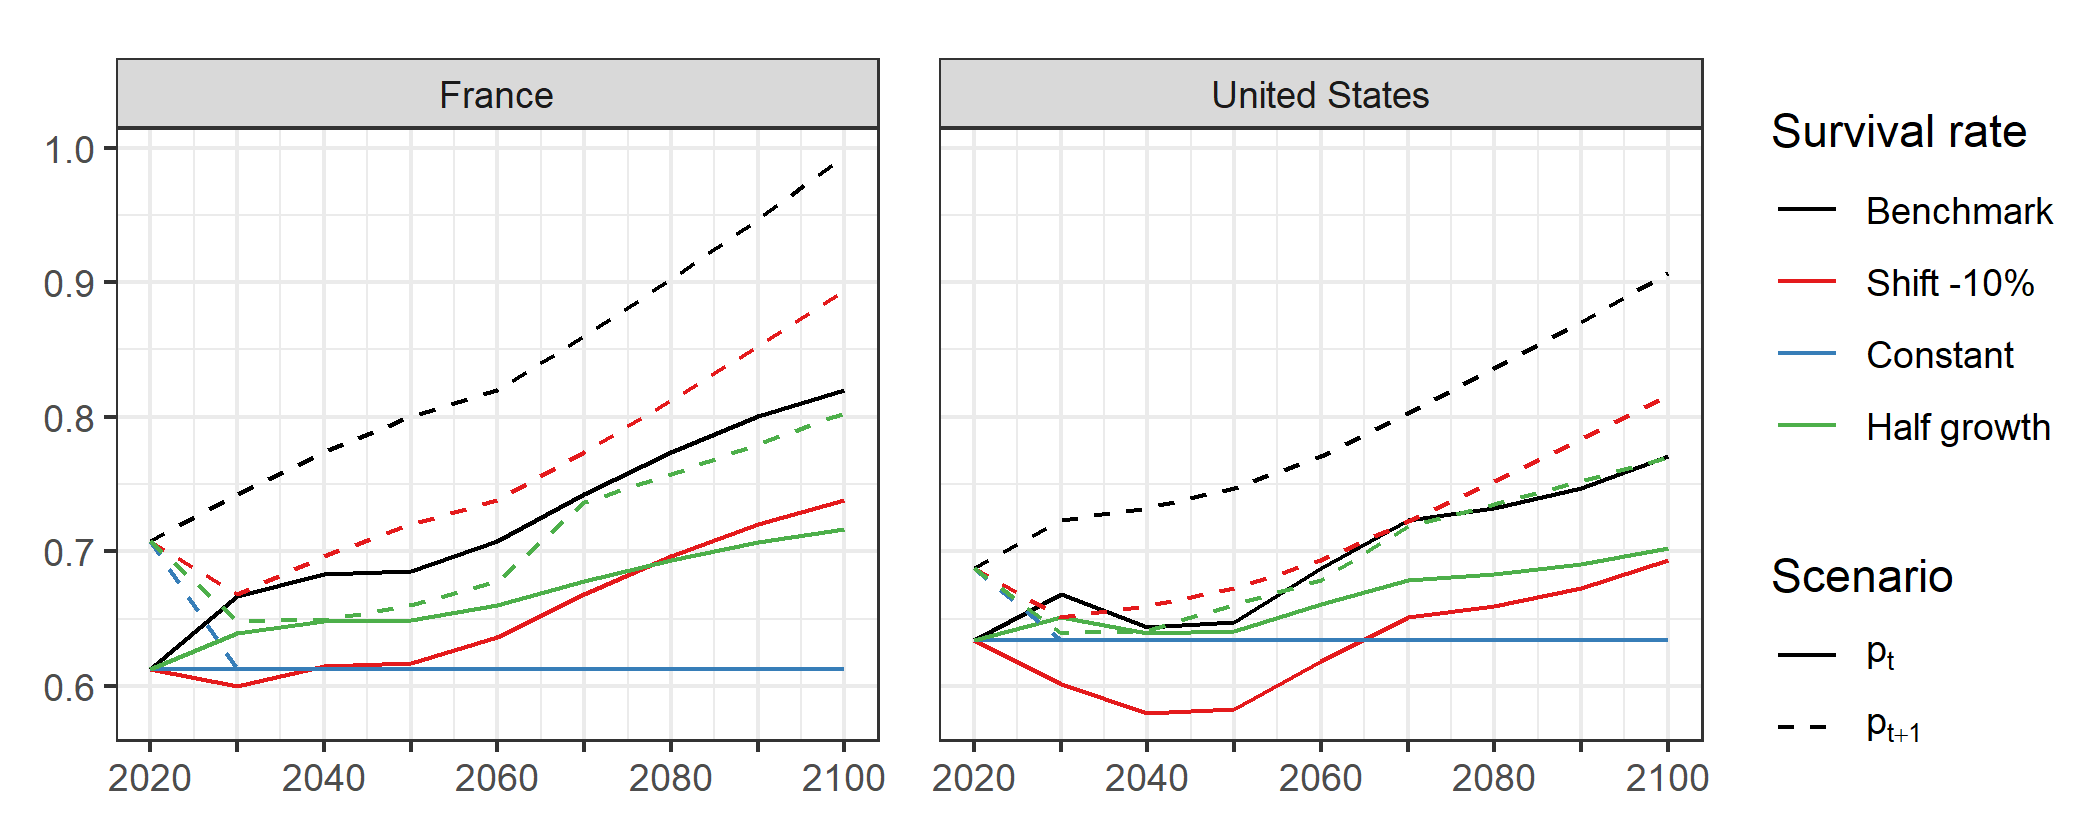 France
United States
1.0
0.9
0.8
0.7
0.6
2020 2040 2060 2080 2100
2020 2040 2060 2080 2100
Survival rate
Benchmark
Shift -10%
Constant
Half growth
Scenario
pt
pt+1